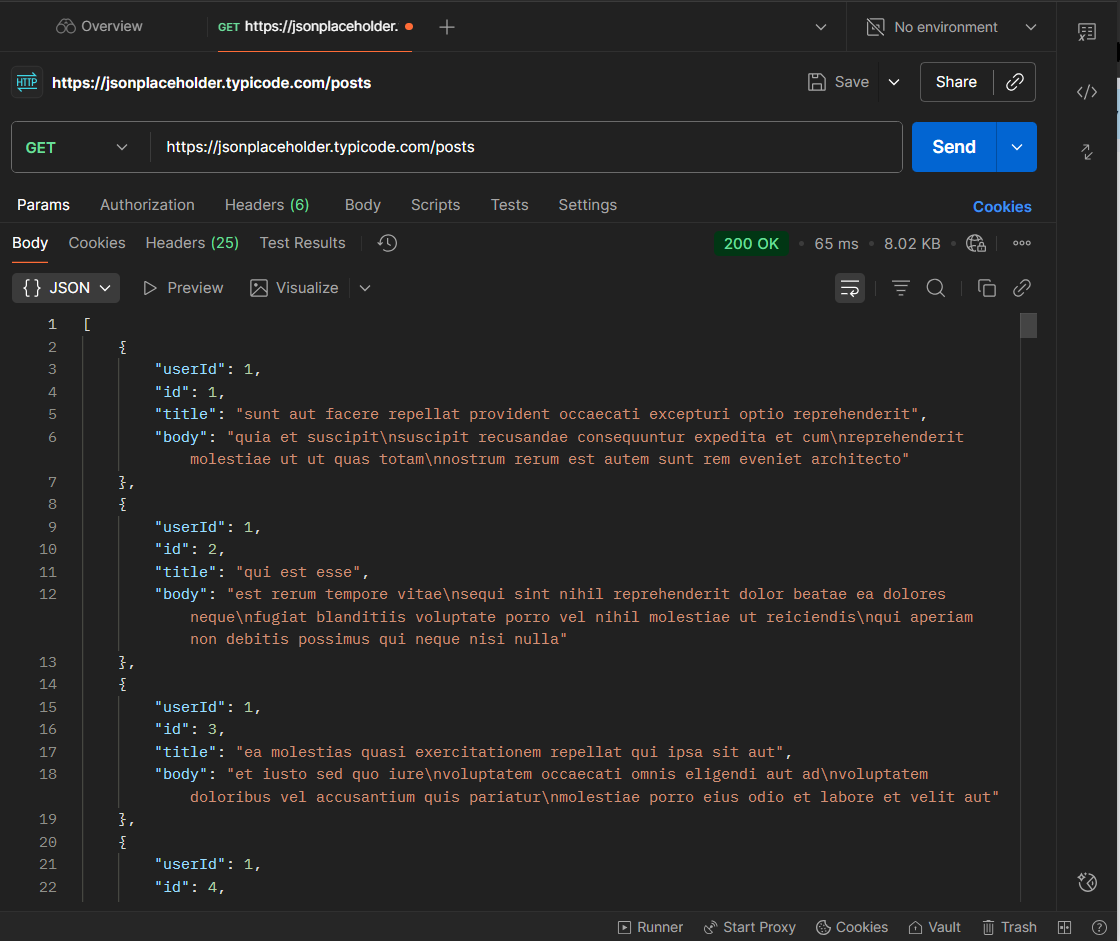 Overview
GET https://jsonplaceholder.
No environment
HTTP https://jsonplaceholder.typicode.com/posts
Save
Share
GET
https://jsonplaceholder.typicode.com/posts
Send
Params Authorization Headers (6) Body Scripts Tests Settings Cookies
Body Cookies Headers (25) Test Results
200 OK • 65 ms • 8.02 KB •
{} JSON Preview Visualize
1 [
2 {
3 "userId": 1,
4 "id": 1,
5 "title": "sunt aut facere repellat provident occaecati excepturi optio reprehenderit",
6 "body": "quia et suscipit\nsuscipit recusandae consequuntur expedita et cum\nreprehenderit
molestiae ut ut quas totam\nnostrum rerum est autem sunt rem eveniet architecto"
7 },
8 {
9 "userId": 1,
10 "id": 2,
11 "title": "qui est esse",
12 "body": "est rerum tempore vitae\nsequi sint nihil reprehenderit dolor beatae ea dolores
neque\nfugiat blanditiis voluptate porro vel nihil molestiae ut reiciendis\nqui aperiam
non debitis possimus qui neque nisi nulla"
13 },
14 {
15 "userId": 1,
16 "id": 3,
17 "title": "ea molestias quasi exercitationem repellat qui ipsa sit aut",
18 "body": "et iusto sed quo iure\nvoluptatem occaecati omnis eligendi aut ad\nvoluptatem
doloribus vel accusantium quis pariatur\nmolestiae porro eius odio et labore et velit aut"
19 },
20 {
21 "userId": 1,
22 "id": 4,
Runner Start Proxy Cookies Vault Trash